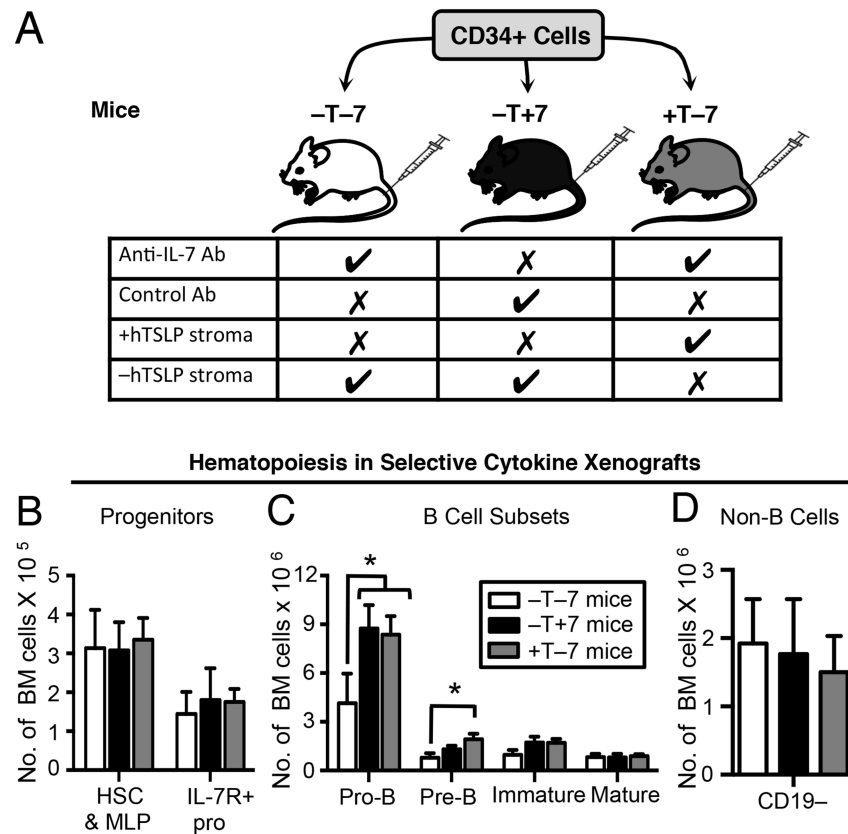 A
CD34+ Cells
Mice
–T–7
–T+7
+T–7
Anti-IL-7 Ab ✔ ✗ ✔
Control Ab ✗ ✔ ✗
+hTSLP stroma ✗ ✗ ✔
–hTSLP stroma ✔ ✔ ✗
Hematopoiesis in Selective Cytokine Xenografts
B
Progenitors
No. of BM cells X 10 5
5
4
3
2
1
0
HSC
& MLP
IL-7R+
pro
C
B Cell Subsets
No. of BM cells x 10 6
12
9
6
3
0
*
*
–T–7 mice
–T+7 mice
+T–7 mice
Pro-B
Pre-B
Immature
Mature
D
Non-B Cells
No. of BM cells X 10 6
3
2
1
0
CD19–